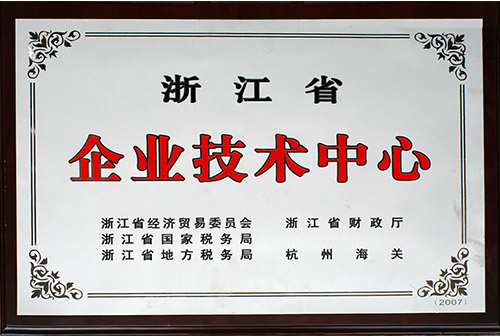 浙江省
企业技术中心
浙江省经济贸易委员会 浙江省财政厅
浙江省国家税务局
浙江省地方税务局 杭州海关
(2007)